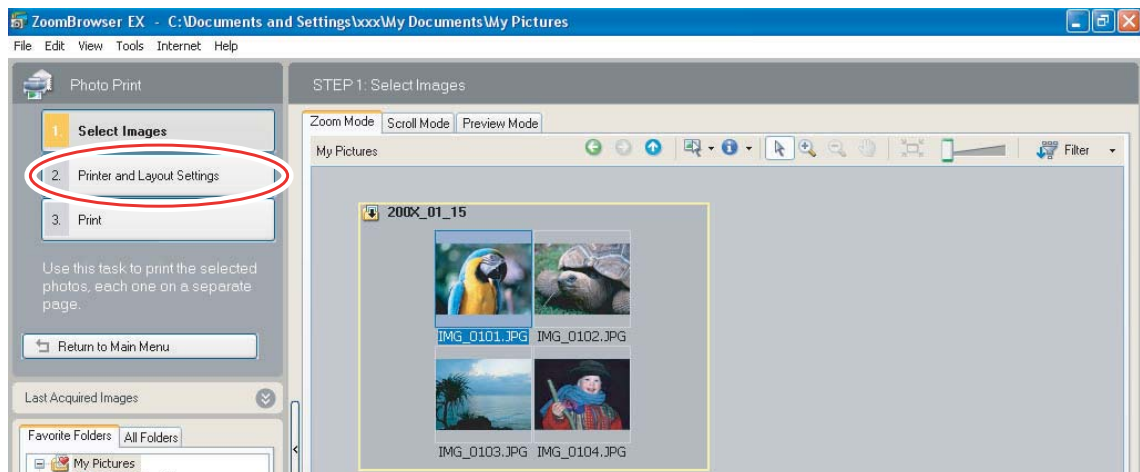 ZoomBrowser EX - C:\Documents and Settings\xxx\My Documents\My Pictures
File Edit View Tools Internet Help
Photo Print
STEP 1: Select Images
1. Select Images
2. Printer and Layout Settings
3. Print
Use this task to print the selected
photos, each one on a separate
page.
Return to Main Menu
Last Acquired Images
Favorite Folders All Folders
My Pictures
Zoom Mode Scroll Mode Preview Mode
My Pictures
Filter
200X_01_15
IMG_0101.JPG IMG_0102.JPG
IMG_0103.JPG IMG_0104.JPG